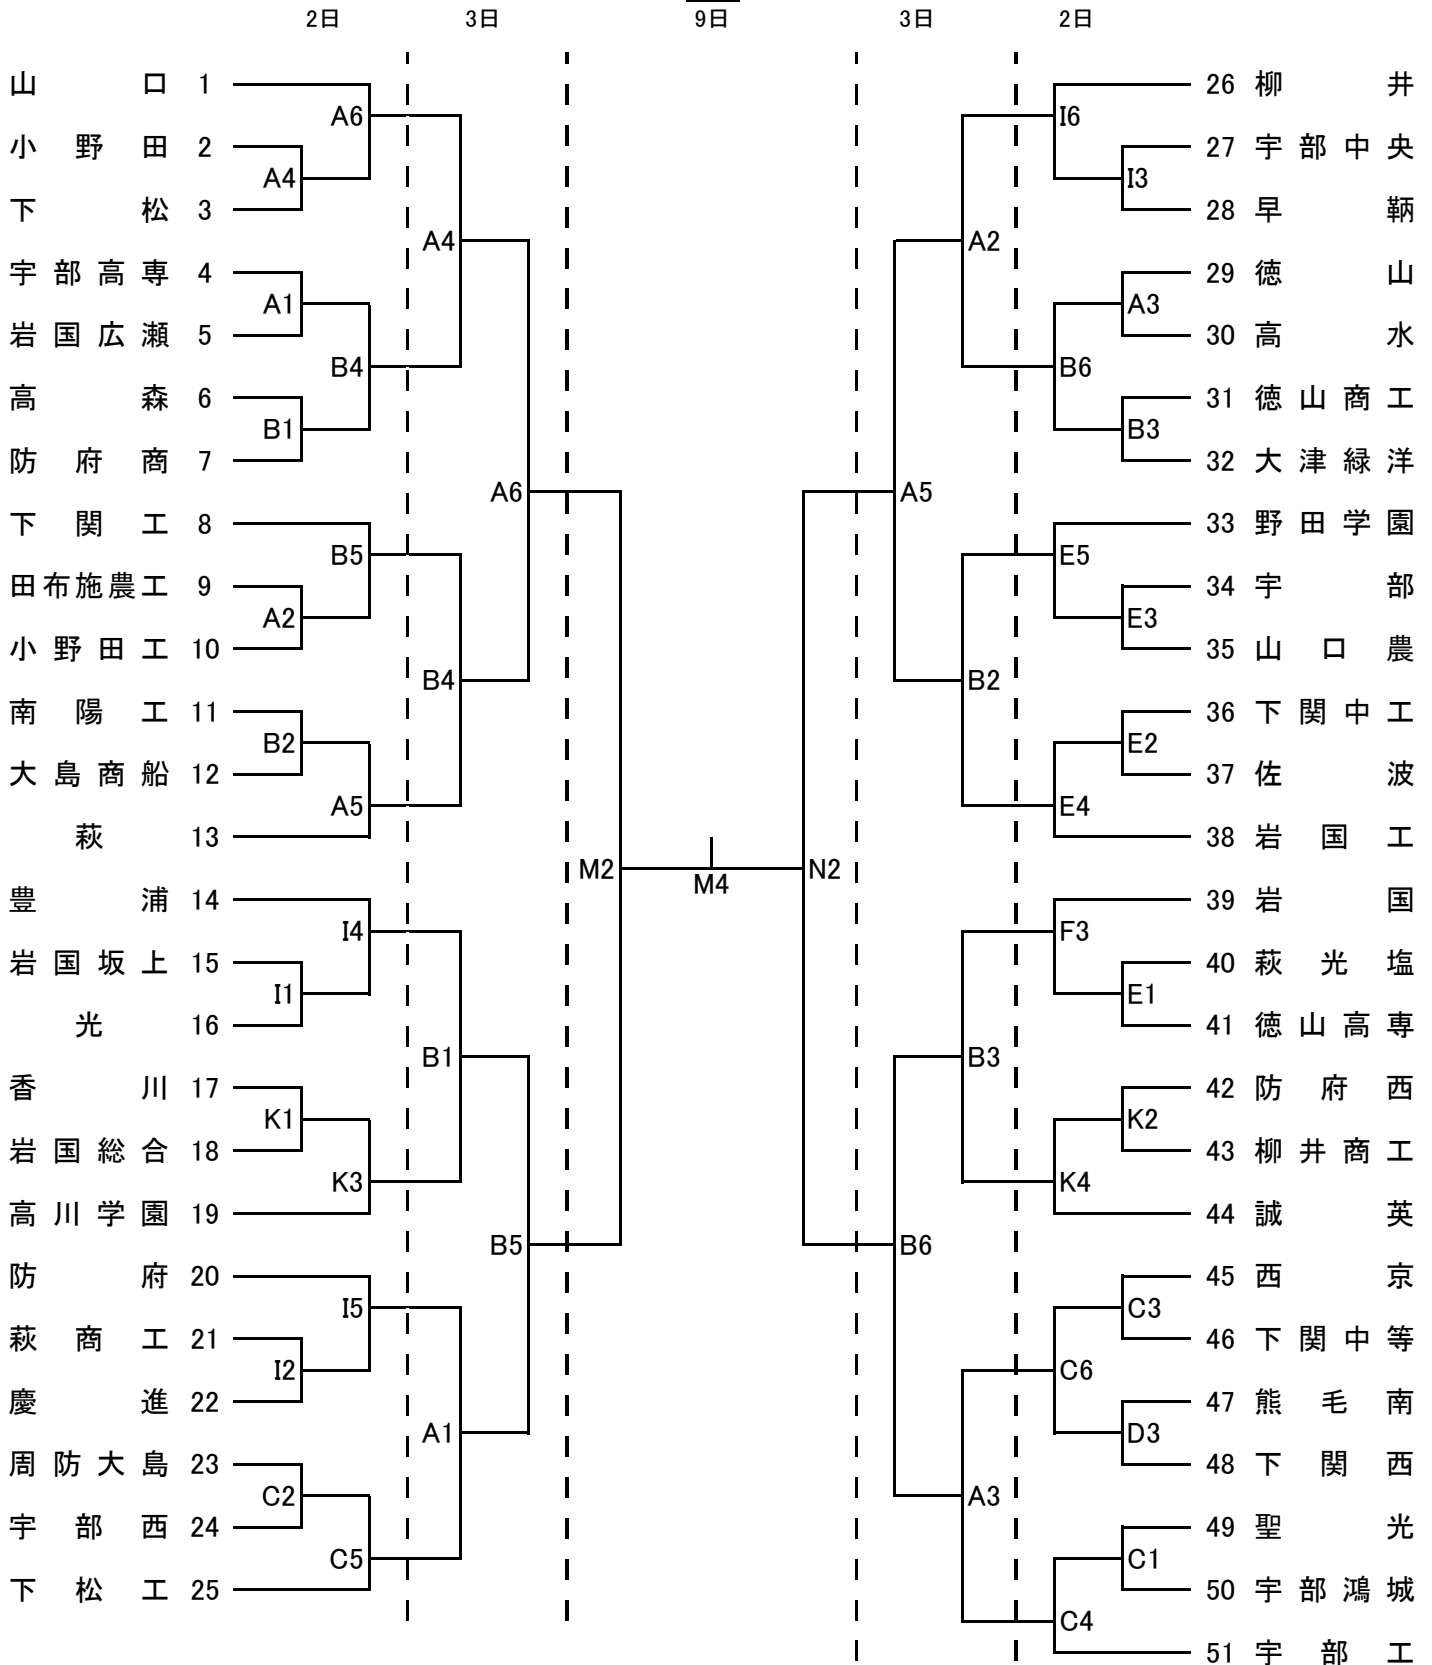 2日 3日 9日 3日 2日
山口 1
26 柳井
A6 I6
小野田 2
27 宇部中央
A4 I3
下松 3
28 早鞆
A4 A2
宇部高専 4
29 徳山
A1 A3
岩国広瀬 5
30 高水
B4 B6
高森 6
31 徳山商工
B1 B3
防府商 7
32 大津緑洋
A6 A5
下関工 8
33 野田学園
B5 E5
田布施農工 9
34 宇部
A2 E3
小野田工 10
35 山口農
B4 B2
南陽工 11
36 下関中工
B2 E2
大島商船 12
37 佐波
A5 E4
萩 13
38 岩国工
M2 M4 N2
豊浦 14
39 岩国
I4 F3
岩国坂上 15
40 萩光塩
I1 E1
光 16
41 徳山高専
B1 B3
香川 17
42 防府西
K1 K2
岩国総合 18
43 柳井商工
K3 K4
高川学園 19
44 誠英
B5 B6
防府 20
45 西京
I5 C3
萩商工 21
46 下関中等
I2 C6
慶進 22
47 熊毛南
A1 D3
周防大島 23
48 下関西
C2 A3
宇部西 24
49 聖光
C5 C1
下松工 25
50 宇部鴻城
C4
51 宇部工